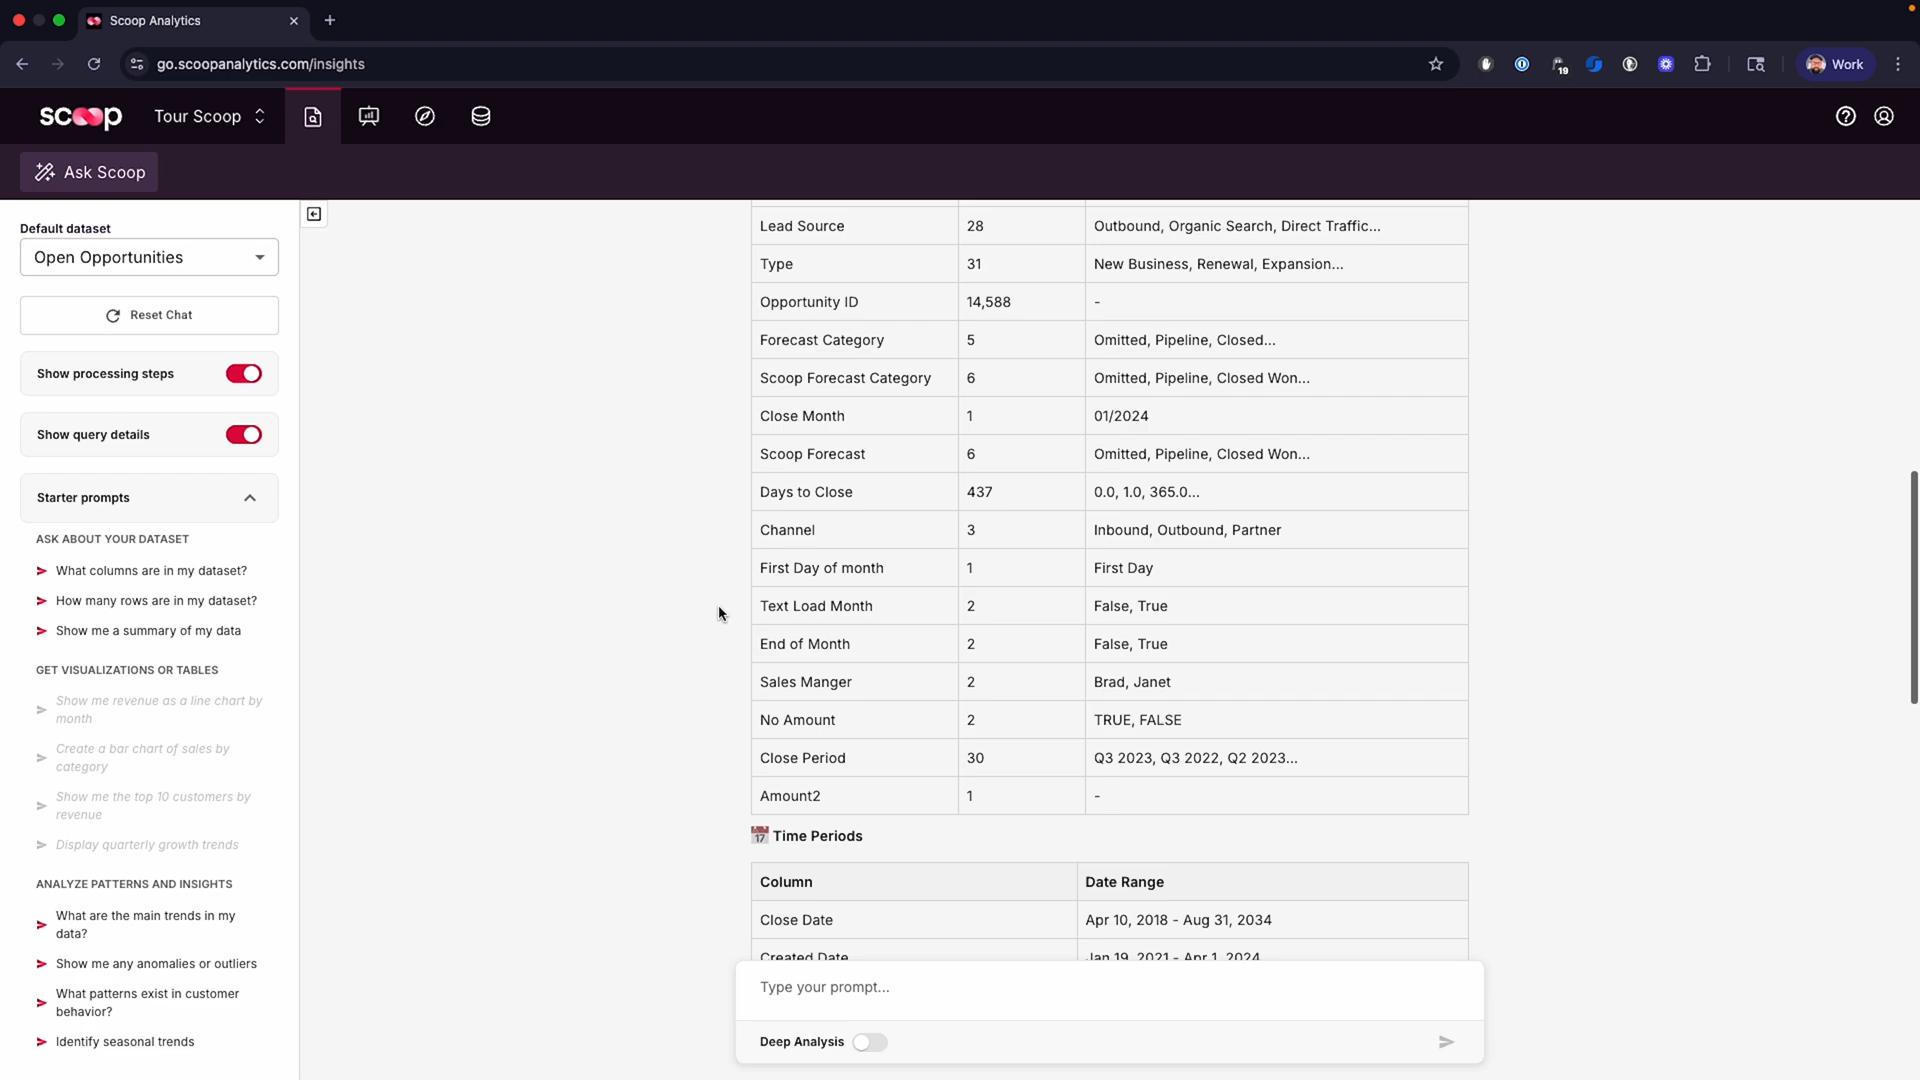 Scoop Analytics
go.scoopanalytics.com/insights
19
Work
scoop
Tour Scoop
Ask Scoop
Default dataset
Open Opportunities
Reset Chat
Show processing steps
Show query details
Starter prompts
ASK ABOUT YOUR DATASET
What columns are in my dataset?
How many rows are in my dataset?
Show me a summary of my data
GET VISUALIZATIONS OR TABLES
Show me revenue as a line chart by
month
Create a bar chart of sales by
category
Show me the top 10 customers by
revenue
Display quarterly growth trends
ANALYZE PATTERNS AND INSIGHTS
What are the main trends in my
data?
Show me any anomalies or outliers
What patterns exist in customer
behavior?
Identify seasonal trends
Lead Source 28 Outbound, Organic Search, Direct Traffic...
Type 31 New Business, Renewal, Expansion...
Opportunity ID 14,588 -
Forecast Category 5 Omitted, Pipeline, Closed...
Scoop Forecast Category 6 Omitted, Pipeline, Closed Won...
Close Month 1 01/2024
Scoop Forecast 6 Omitted, Pipeline, Closed Won...
Days to Close 437 0.0, 1.0, 365.0...
Channel 3 Inbound, Outbound, Partner
First Day of month 1 First Day
Text Load Month 2 False, True
End of Month 2 False, True
Sales Manger 2 Brad, Janet
No Amount 2 TRUE, FALSE
Close Period 30 Q3 2023, Q3 2022, Q2 2023...
Amount2 1 -
17 Time Periods
Column Date Range
Close Date Apr 10, 2018 - Aug 31, 2034
Created Date Jan 19, 2021 - Apr 1, 2024
Type your prompt...
Deep Analysis